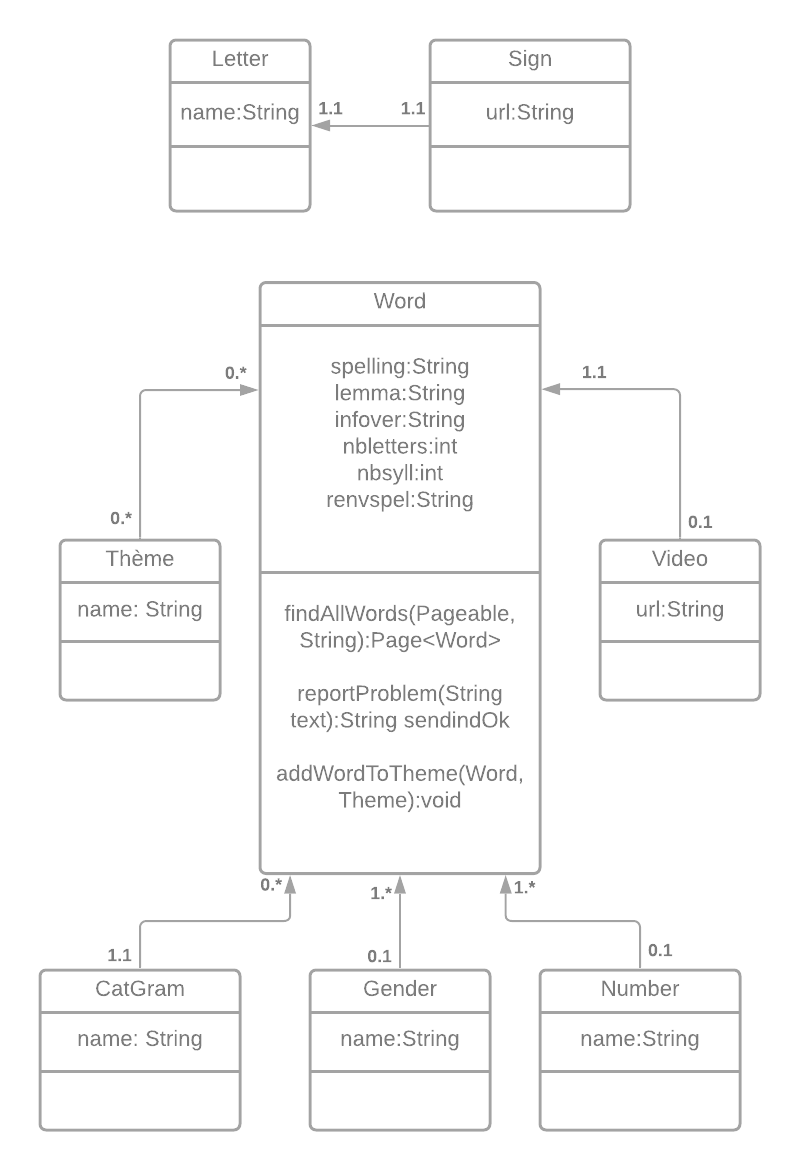 Letter
name:String
1.1
1.1
Sign
url:String
Word
spelling:String
lemma:String
infover:String
nbletters:int
nbsyll:int
renvspel:String
findAllWords(Pageable,
String):Page<Word>
reportProblem(String
text):String sendindOk
addWordToTheme(Word,
Theme):void
0.*
0.*
Thème
name: String
1.1
0.1
Video
url:String
0.*
1.1
CatGram
name: String
1.*
0.1
Gender
name:String
1.*
0.1
Number
name:String